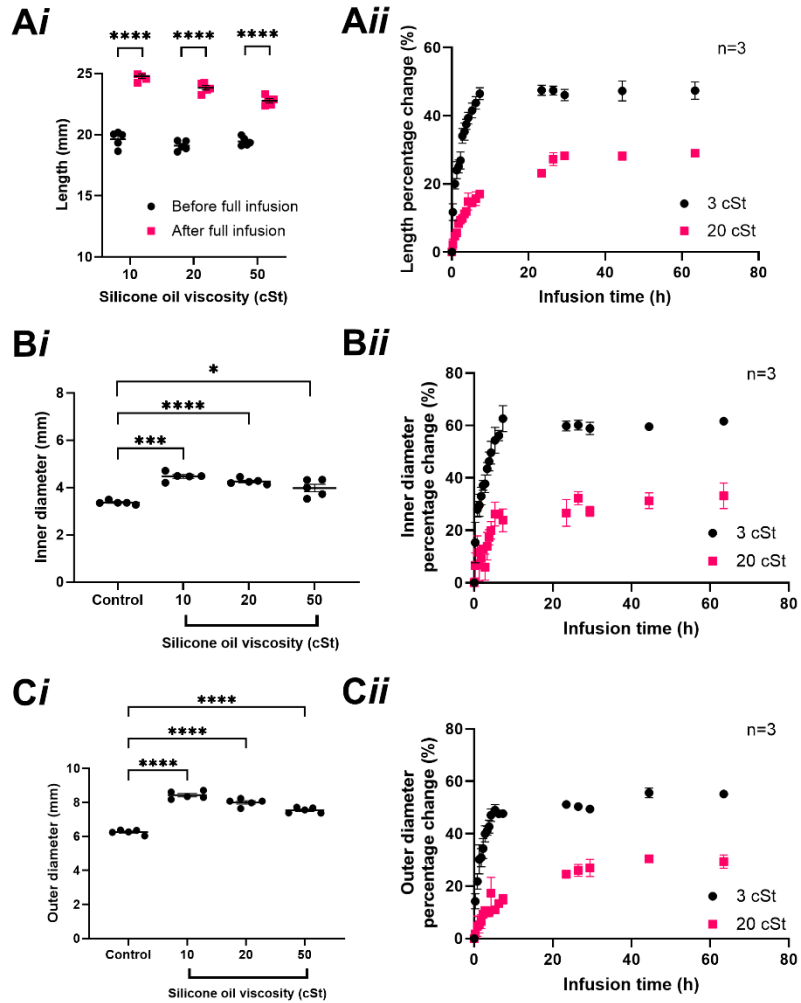 Ai
****
****
****
Length (mm)
25
20
15
10
Before full infusion
After full infusion
10
20
50
Silicone oil viscosity (cSt)
Aii
n=3
Length percentage change (%)
60
40
20
0
3 cSt
20 cSt
0
20
40
60
80
Infusion time (h)
Bi
*
****
***
Inner diameter (mm)
8
6
4
2
0
Control
10
20
50
Silicone oil viscosity (cSt)
Bii
n=3
Inner diameter
percentage change (%)
80
60
40
20
0
3 cSt
20 cSt
0
20
40
60
80
Infusion time (h)
Ci
****
****
****
Outer diameter (mm)
10
8
6
4
2
0
Control
10
20
50
Silicone oil viscosity (cSt)
Cii
n=3
Outer diameter
percentage change (%)
80
60
40
20
0
3 cSt
20 cSt
0
20
40
60
80
Infusion time (h)